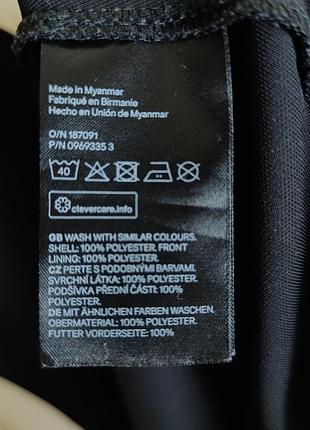 Made in Myanmar
Fabriqué en Birmanie
Hecho en Unión de Myanmar
O/N 187091
P/N 0969335 3
40
clevercare.info
GB WASH WITH SIMILAR COLOURS.
SHELL: 100% POLYESTER. FRONT
LINING: 100% POLYESTER.
CZ PERTE S PODOBNÝMI BARVAMI.
SVRCHNÍ LÁTKA: 100% POLYESTER.
PODŠÍVKA PŘEDNÍ ČÁSTI: 100%
POLYESTER.
DE MIT ÄHNLICHEN FARBEN WASCHEN.
OBERMATERIAL: 100% POLYESTER.
FUTTER VORDERSEITE: 100%